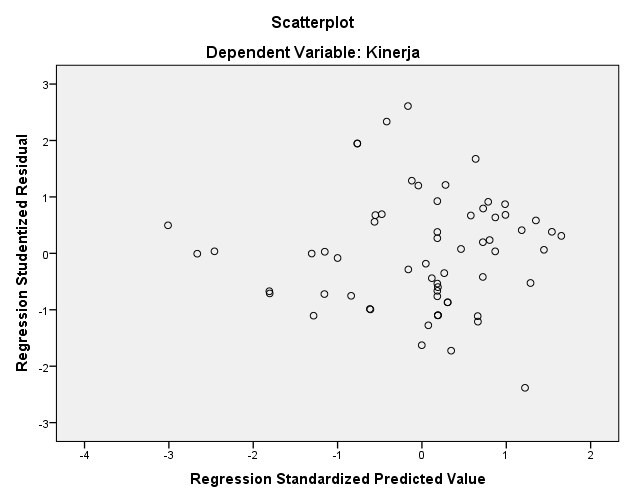 Scatterplot
Dependent Variable: Kinerja
3
2
1
0
-1
-2
-3
Regression Studentized Residual
-4 -3 -2 -1 0 1 2
Regression Standardized Predicted Value